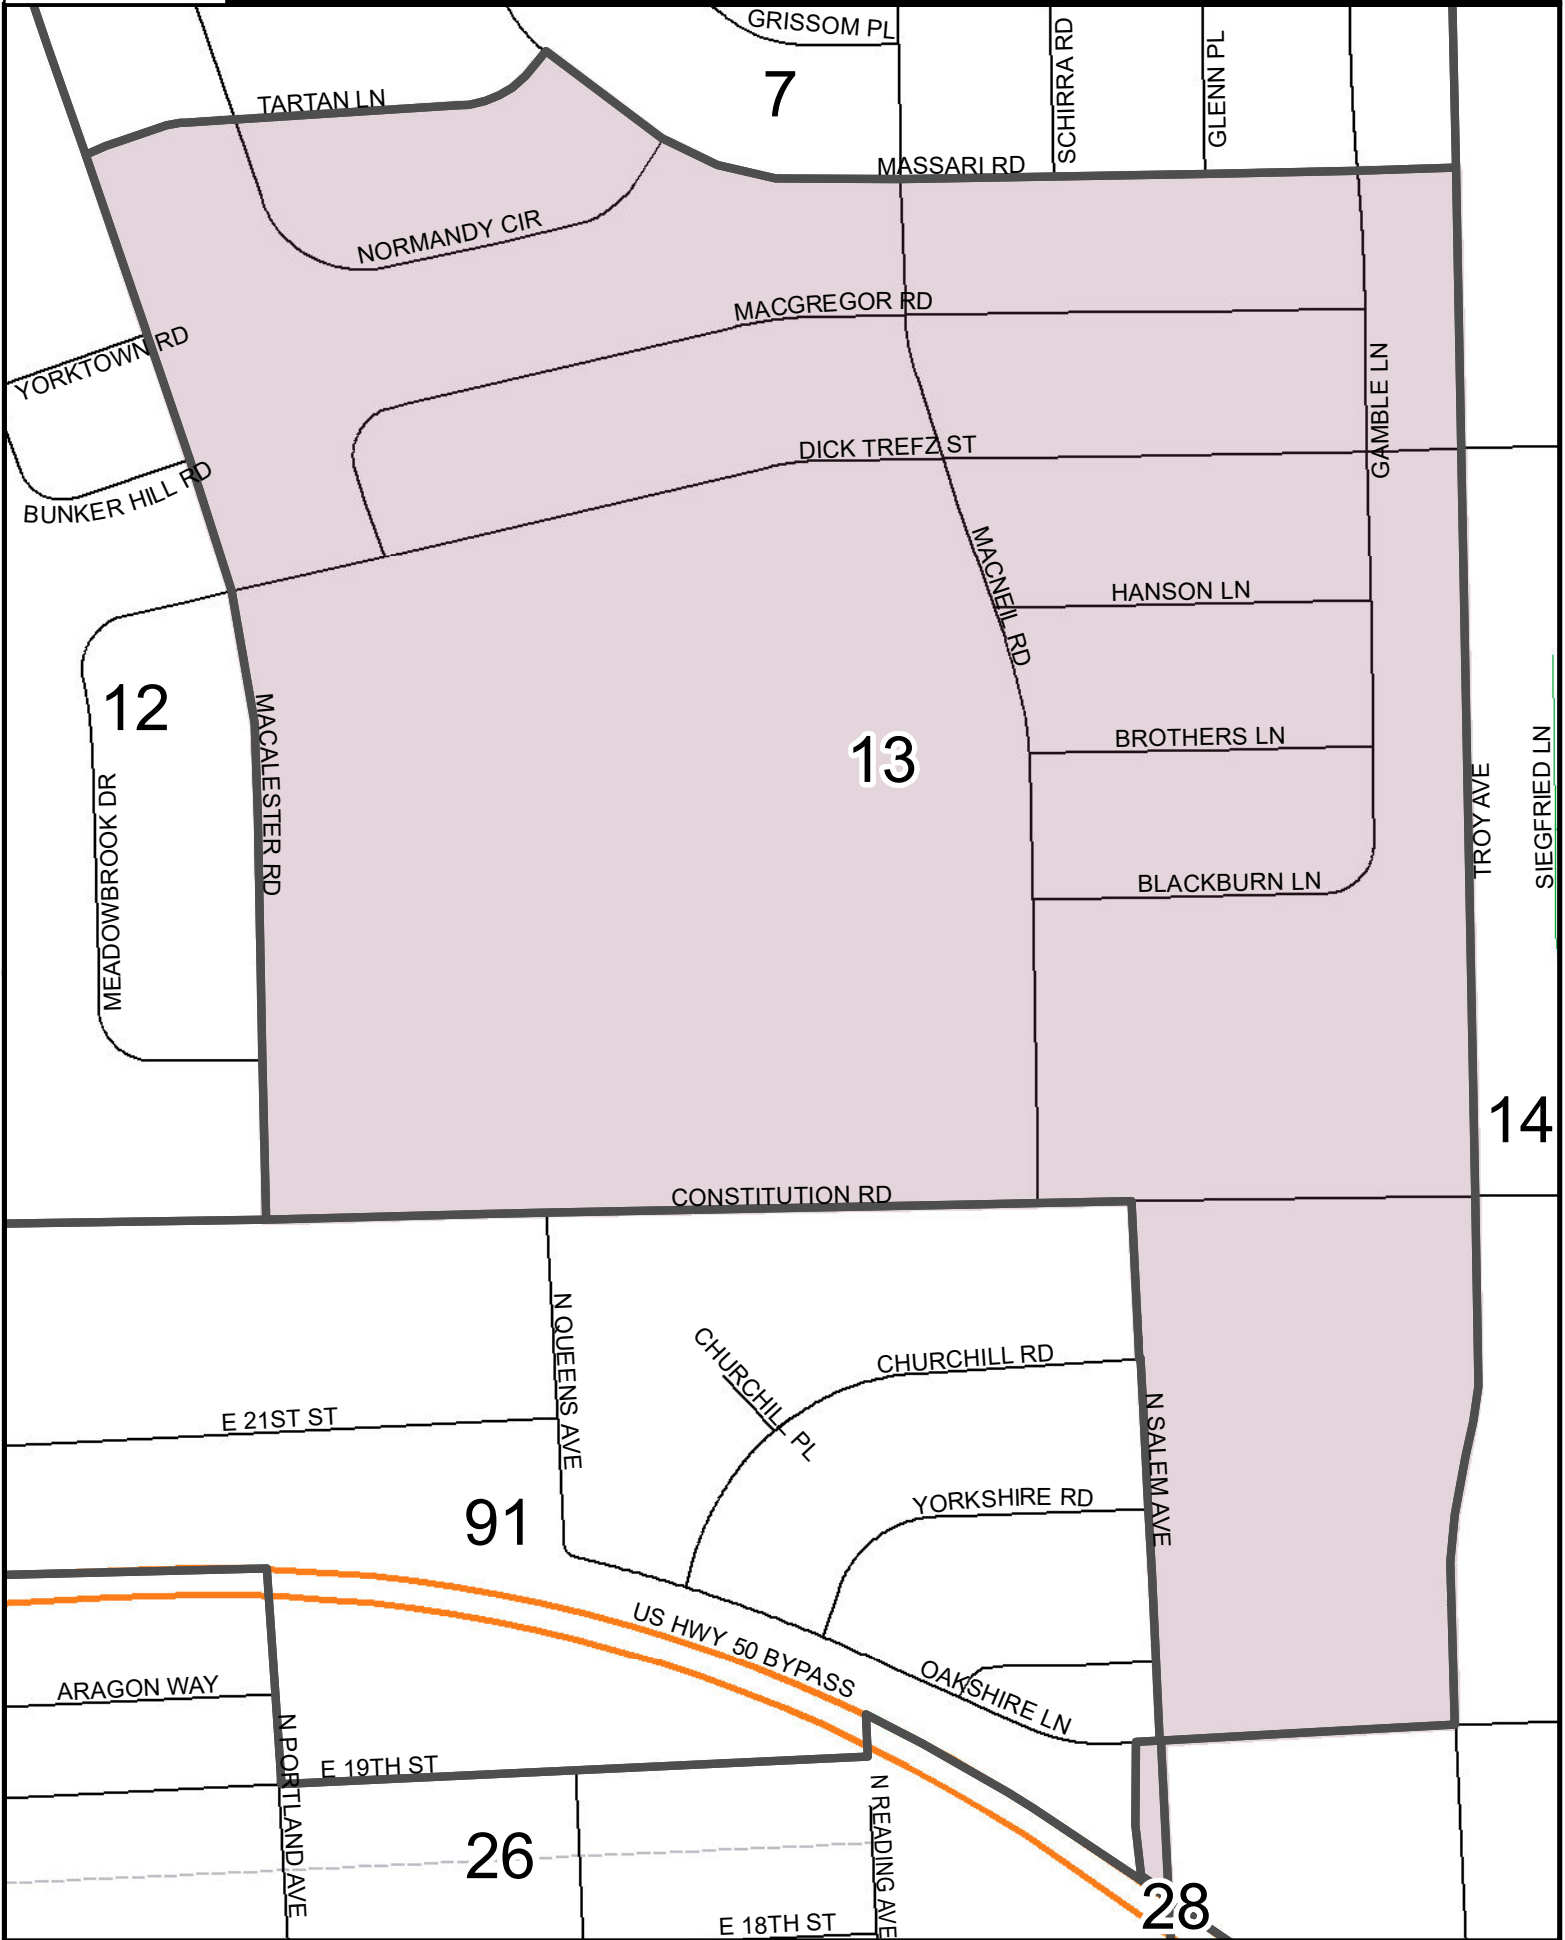 GRISSOM PL
SCHIRRA RD
GLENN PL
7
TARTAN LN
MASSARI RD
NORMANDY CIR
MACGREGOR RD
YORKTOWN RD
GAMBLE LN
DICK TREFZ ST
BUNKER HILL RD
MACNEIL RD
HANSON LN
12
MACALESTER RD
13
BROTHERS LN
TROY AVE
SIEGFRIED LN
MEADOWBROOK DR
BLACKBURN LN
14
CONSTITUTION RD
N QUEENS AVE
CHURCHILL PL
CHURCHILL RD
E 21ST ST
N SALEM AVE
91
YORKSHIRE RD
US HWY 50 BYPASS
OAKSHIRE LN
ARAGON WAY
N PORTLAND AVE
E 19TH ST
N READING AVE
26
28
E 18TH ST